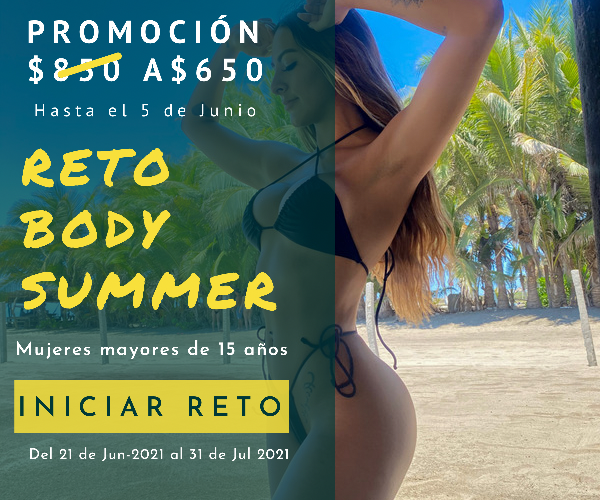 PROMOCIÓN
$850 A $650
Hasta el 5 de Junio
RETO
BODY
SUMMER
Mujeres mayores de 15 años
INICIAR RETO
Del 21 de Jun-2021 al 31 de Jul 2021